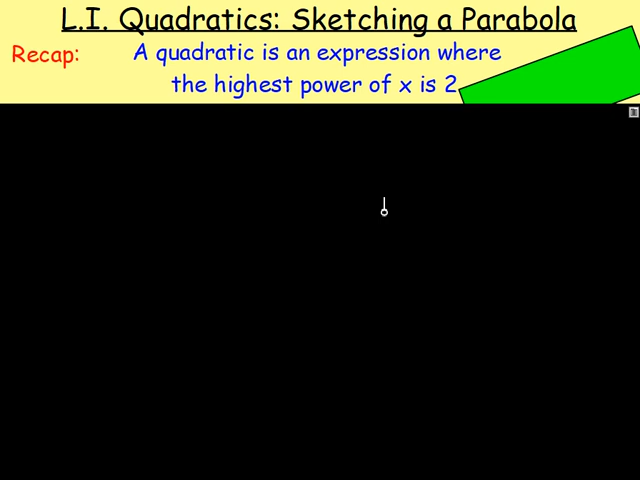 L.I. Quadratics: Sketching a Parabola
Recap: A quadratic is an expression where
the highest power of x is 2